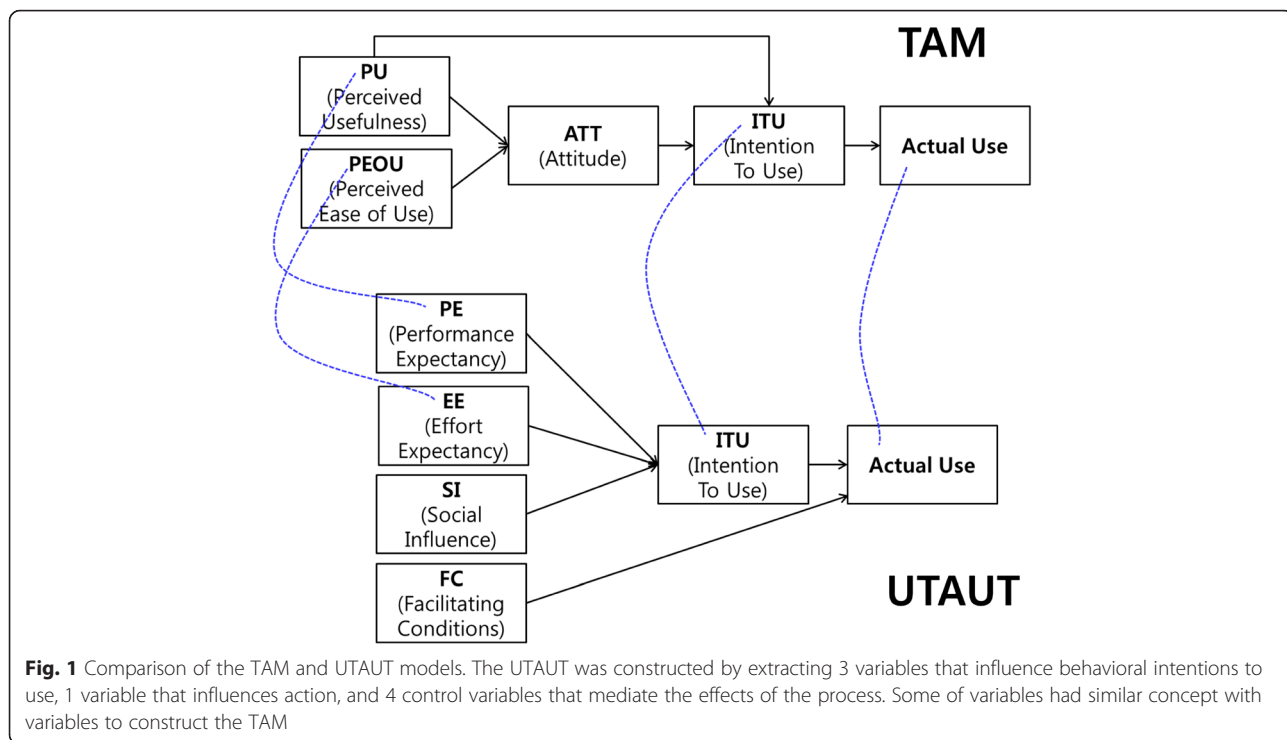 TAM
PU
(Perceived
Usefulness)
PEOU
(Perceived
Ease of Use)
ATT
(Attitude)
ITU
(Intention
To Use)
Actual Use
PE
(Performance
Expectancy)
EE
(Effort
Expectancy)
SI
(Social
Influence)
FC
(Facilitating
Conditions)
ITU
(Intention
To Use)
Actual Use
UTAUT
Fig. 1 Comparison of the TAM and UTAUT models. The UTAUT was constructed by extracting 3 variables that influence behavioral intentions to
use, 1 variable that influences action, and 4 control variables that mediate the effects of the process. Some of variables had similar concept with
variables to construct the TAM